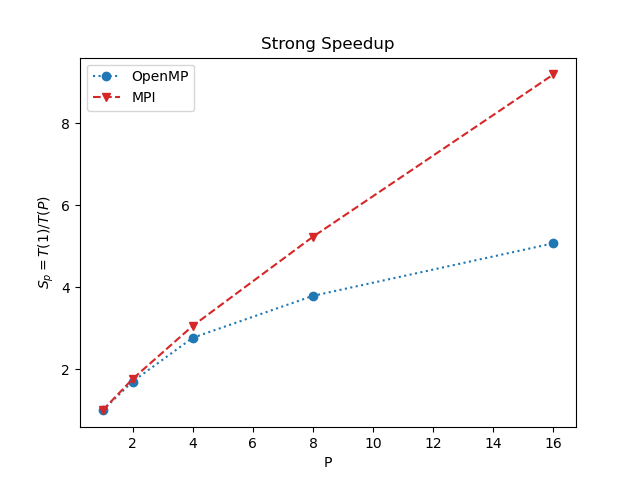 Strong Speedup
OpenMP
MPI
8
6
4
2
$S_p = T(1)/T(P)$
2 4 6 8 10 12 14 16
P